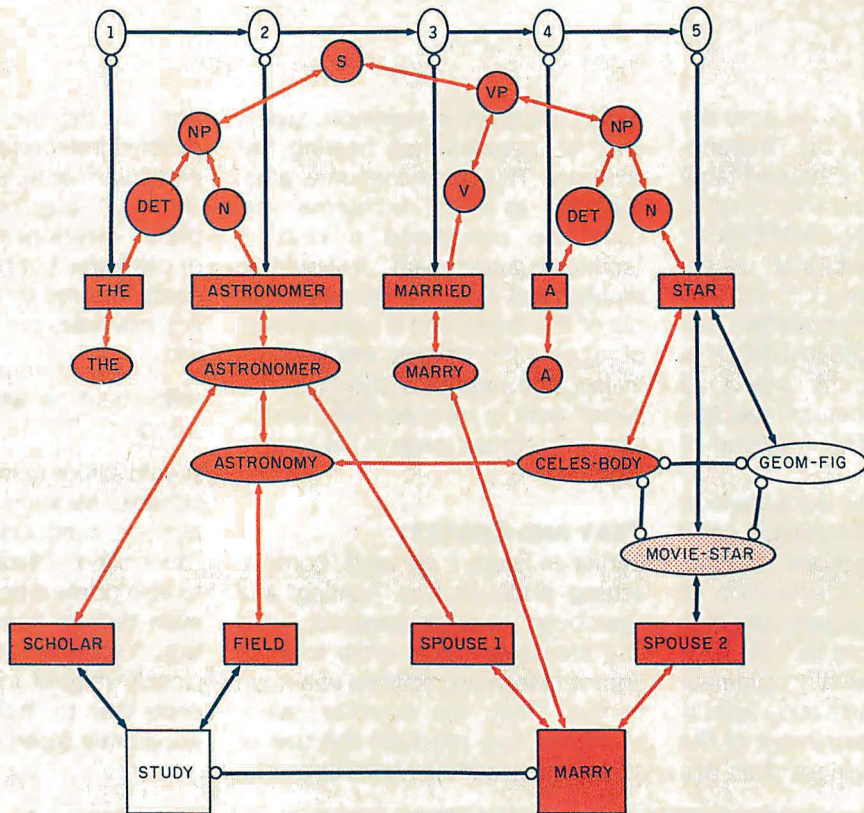 1 2 3 4 5
S
VP
NP NP
DET N V DET N
THE ASTRONOMER MARRIED A STAR
THE ASTRONOMER MARRY A
ASTRONOMY CELES-BODY GEOM-FIG
MOVIE-STAR
SCHOLAR FIELD SPOUSE 1 SPOUSE 2
STUDY MARRY